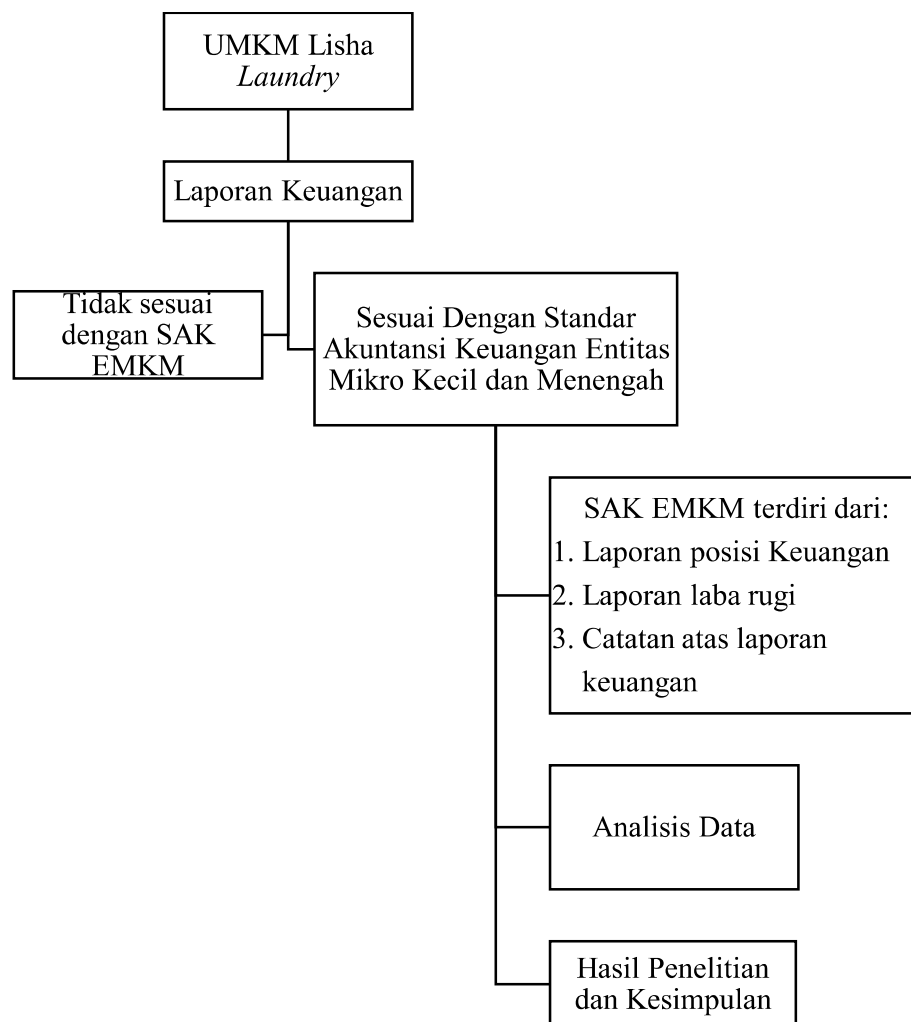 UMKM Lisha
Laundry
Laporan Keuangan
Tidak sesuai
dengan SAK
EMKM
Sesuai Dengan Standar
Akuntansi Keuangan Entitas
Mikro Kecil dan Menengah
SAK EMKM terdiri dari:
1. Laporan posisi Keuangan
2. Laporan laba rugi
3. Catatan atas laporan
keuangan
Analisis Data
Hasil Penelitian
dan Kesimpulan